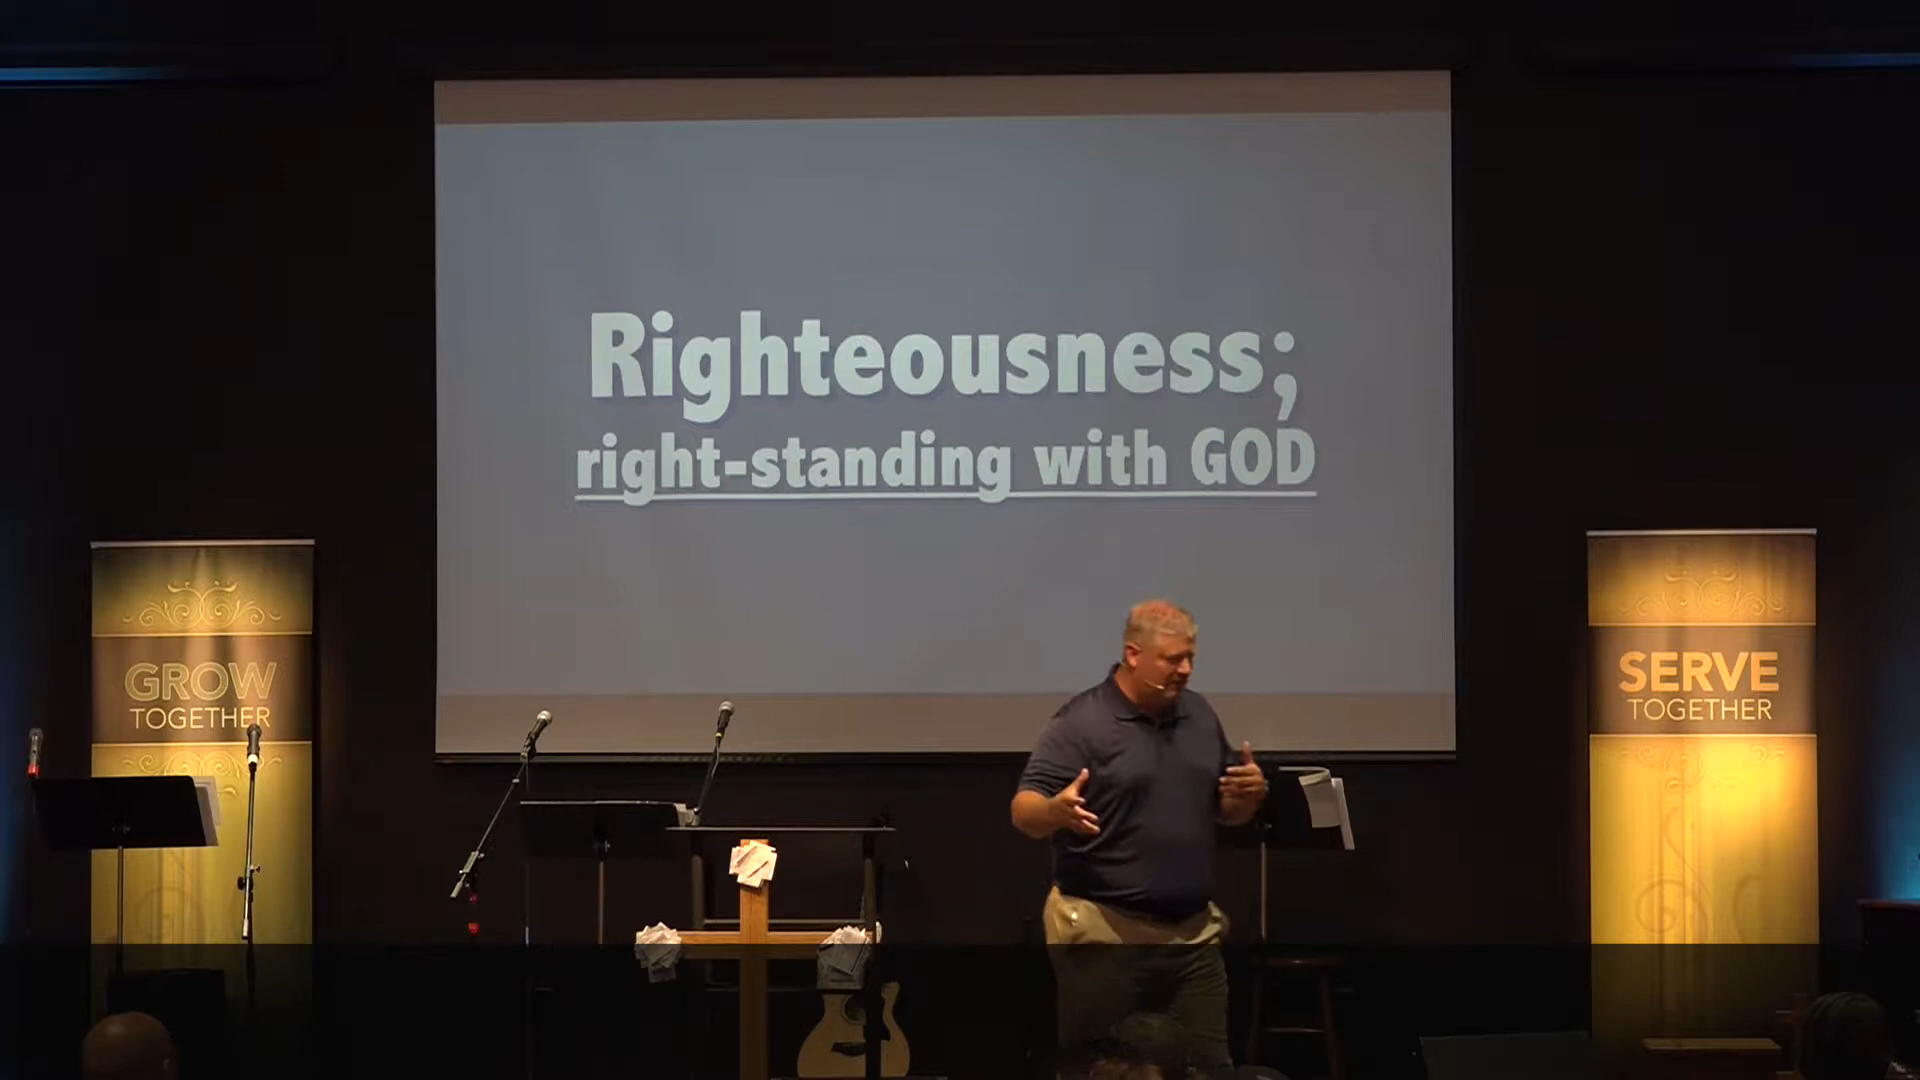 Righteousness;
right-standing with GOD
GROW
TOGETHER
SERVE
TOGETHER